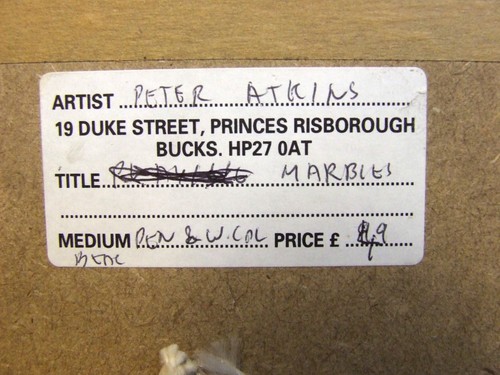 ARTIST PETER ATKINS
19 DUKE STREET, PRINCES RISBOROUGH
BUCKS. HP27 0AT
TITLE MARBLES
MEDIUM PEN & W. COL PRICE £